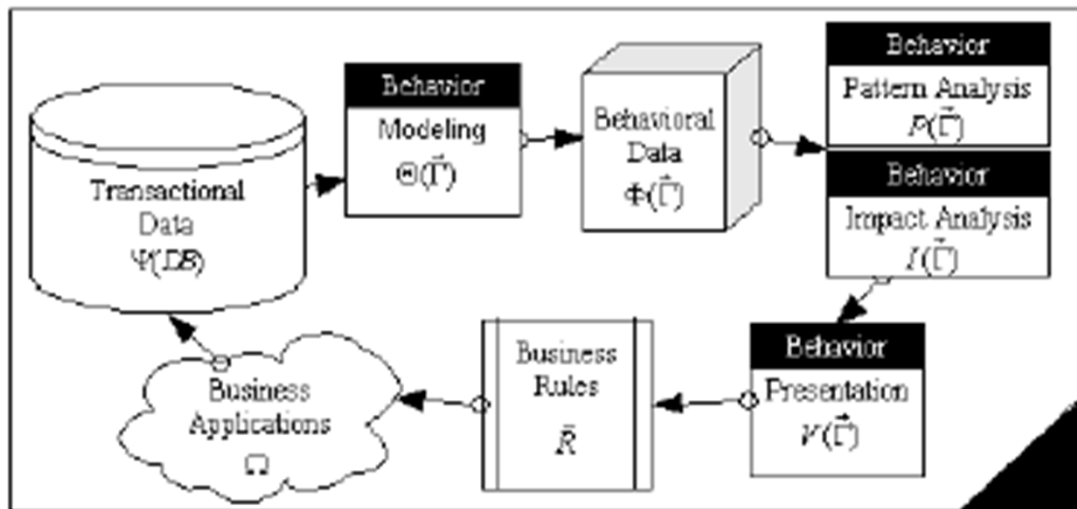 Transactional
Data
Ψ(DB)
Behavior
Modeling
Θ(Γ⃗)
Behavioral
Data
Φ(Γ⃗)
Behavior
Pattern Analysis
P(Γ⃗)
Behavior
Impact Analysis
I(Γ⃗)
Behavior
Presentation
V(Γ⃗)
Business
Rules
R⃗
Business
Applications
Ω